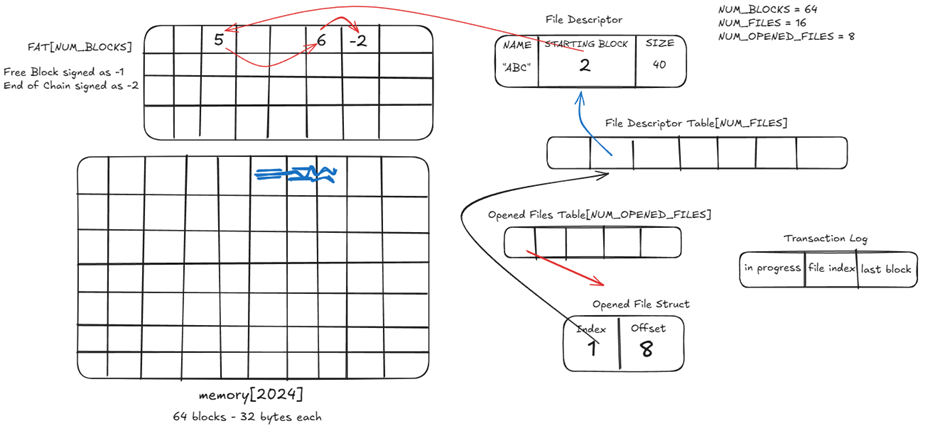 NUM_BLOCKS = 64
NUM_FILES = 16
NUM_OPENED_FILES = 8
File Descriptor
NAME STARTING BLOCK SIZE
"ABC" 2 40
FAT[NUM_BLOCKS]
5 6 -2
Free Block signed as -1
End of Chain signed as -2
File Descriptor Table[NUM_FILES]
Opened Files Table[NUM_OPENED_FILES]
Transaction Log
in progress file index last block
Opened File Struct
Index Offset
1 8
memory[2024]
64 blocks - 32 bytes each